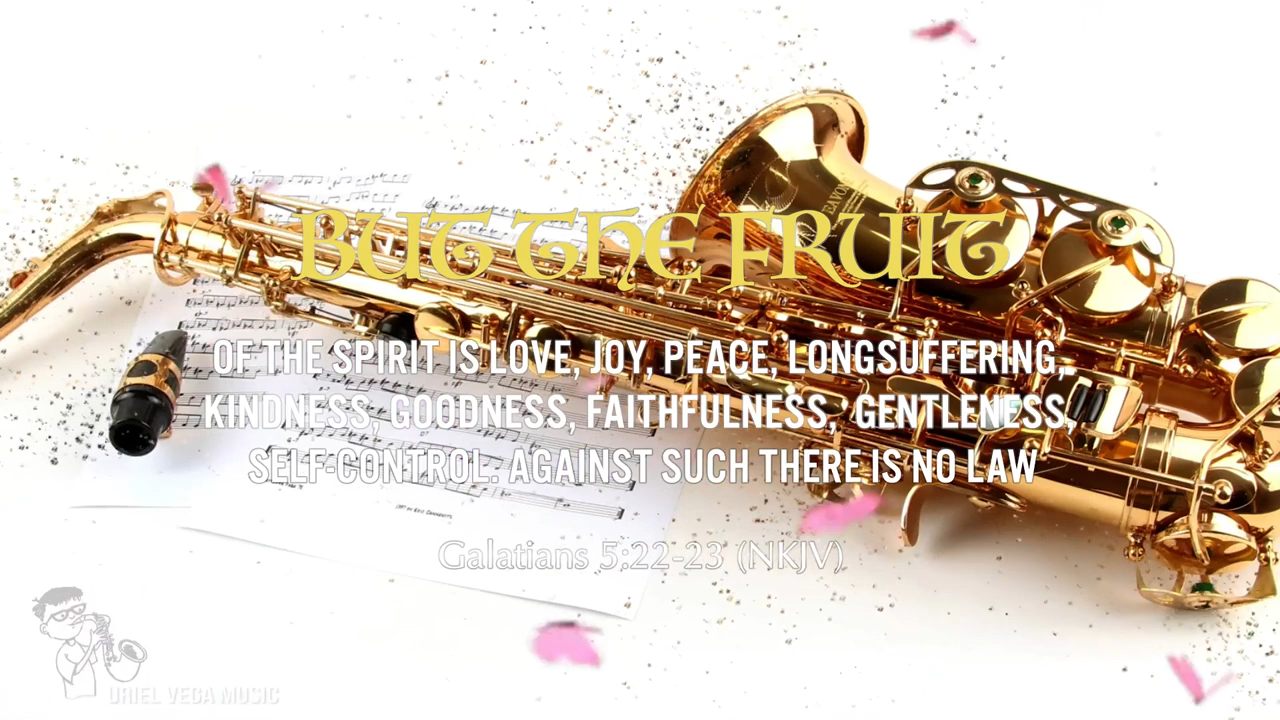 BUT THE FRUIT
OF THE SPIRIT IS LOVE, JOY, PEACE, LONGSUFFERING,
KINDNESS, GOODNESS, FAITHFULNESS, GENTLENESS,
SELF-CONTROL. AGAINST SUCH THERE IS NO LAW
Galatians 5:22-23 (NKJV)
URIEL VEGA MUSIC